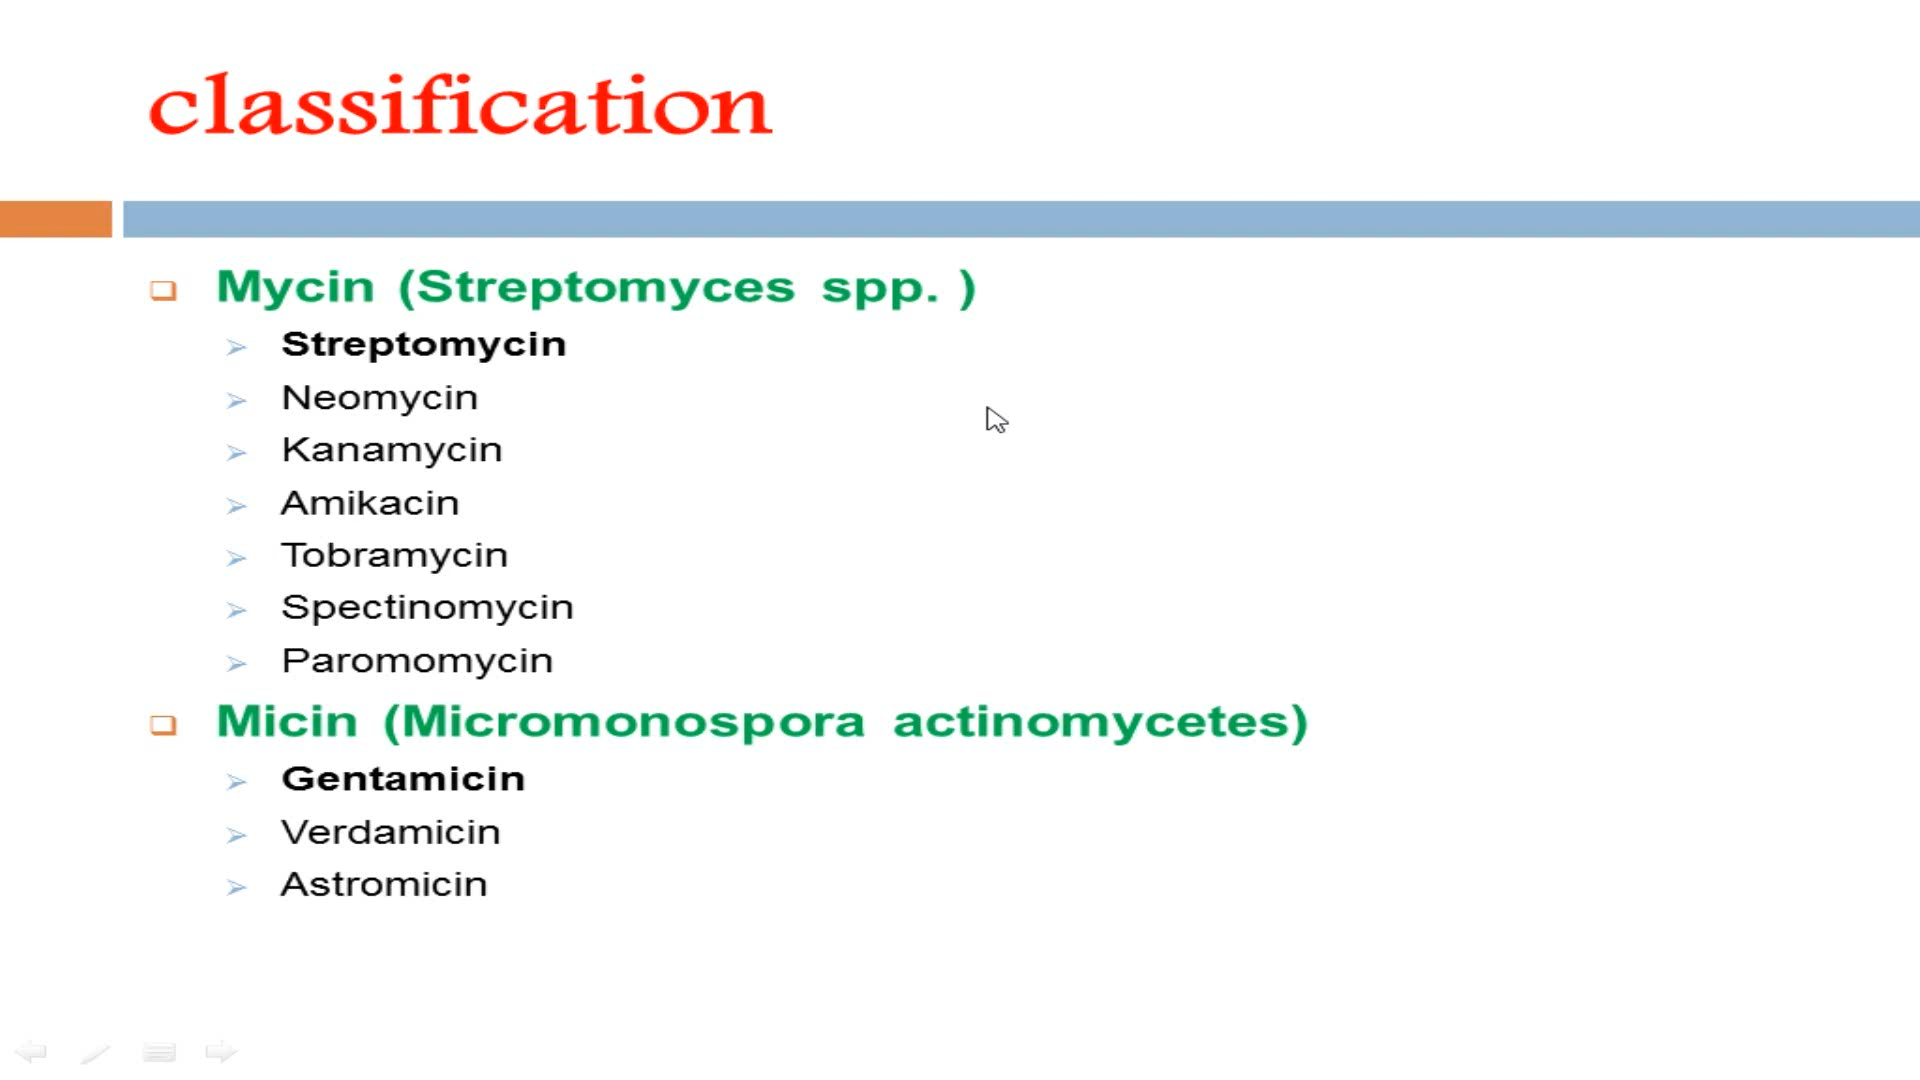 classification
Mycin (Streptomyces spp. )
Streptomycin
Neomycin
Kanamycin
Amikacin
Tobramycin
Spectinomycin
Paromomycin
Micin (Micromonospora actinomycetes)
Gentamicin
Verdamicin
Astromicin